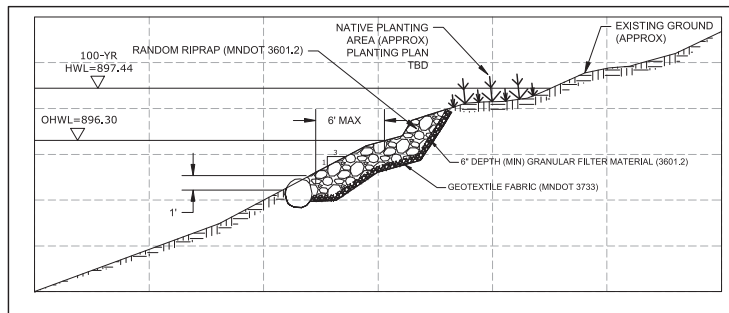 NATIVE PLANTING
AREA (APPROX)
PLANTING PLAN
TBD
EXISTING GROUND
(APPROX)
RANDOM RIPRAP (MNDOT 3601.2)
100-YR
HWL=897.44
OHWL=896.30
6' MAX
3
1
6" DEPTH (MIN) GRANULAR FILTER MATERIAL (3601.2)
GEOTEXTILE FABRIC (MNDOT 3733)
1'